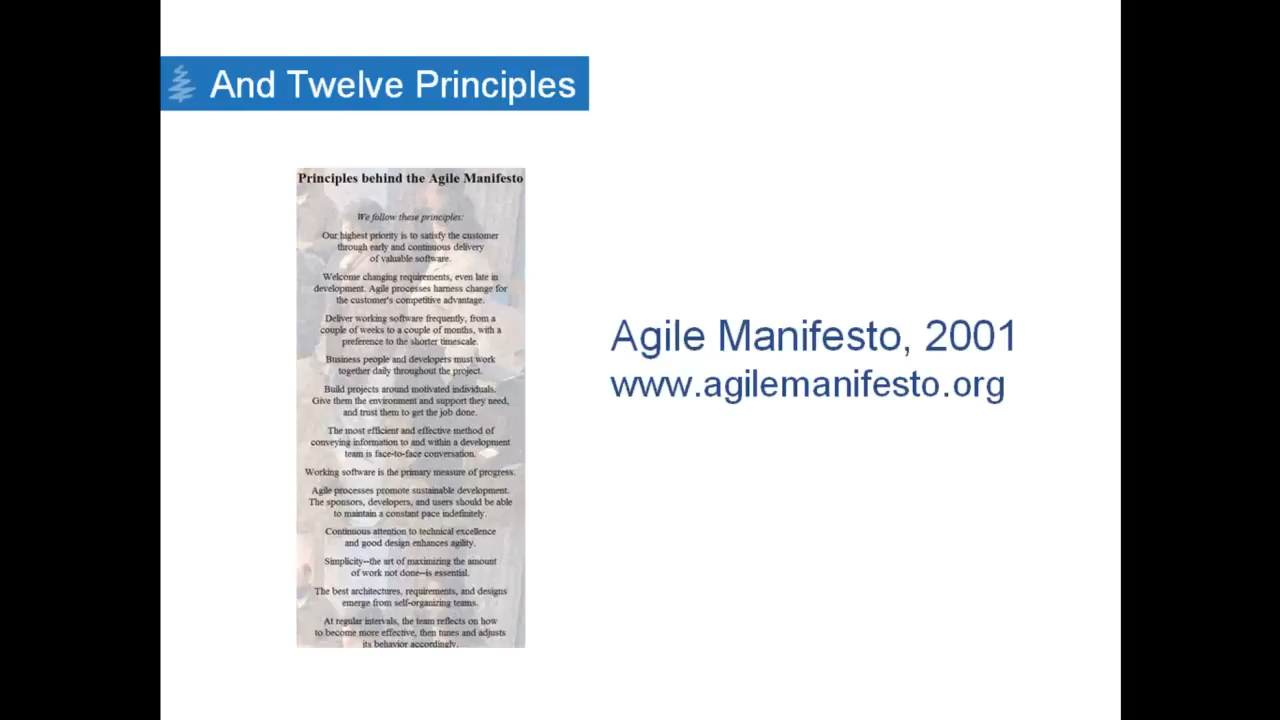 And Twelve Principles
Principles behind the Agile Manifesto
We follow these principles:
Our highest priority is to satisfy the customer
through early and continuous delivery
of valuable software.
Welcome changing requirements, even late in
development. Agile processes harness change for
the customer's competitive advantage.
Deliver working software frequently, from a
couple of weeks to a couple of months, with a
preference to the shorter timescale.
Business people and developers must work
together daily throughout the project.
Build projects around motivated individuals.
Give them the environment and support they need,
and trust them to get the job done.
The most efficient and effective method of
conveying information to and within a development
team is face-to-face conversation.
Working software is the primary measure of progress.
Agile processes promote sustainable development.
The sponsors, developers, and users should be able
to maintain a constant pace indefinitely.
Continuous attention to technical excellence
and good design enhances agility.
Simplicity--the art of maximizing the amount
of work not done--is essential.
The best architectures, requirements, and designs
emerge from self-organizing teams.
At regular intervals, the team reflects on how
to become more effective, then tunes and adjusts
its behavior accordingly.
Agile Manifesto, 2001
www.agilemanifesto.org